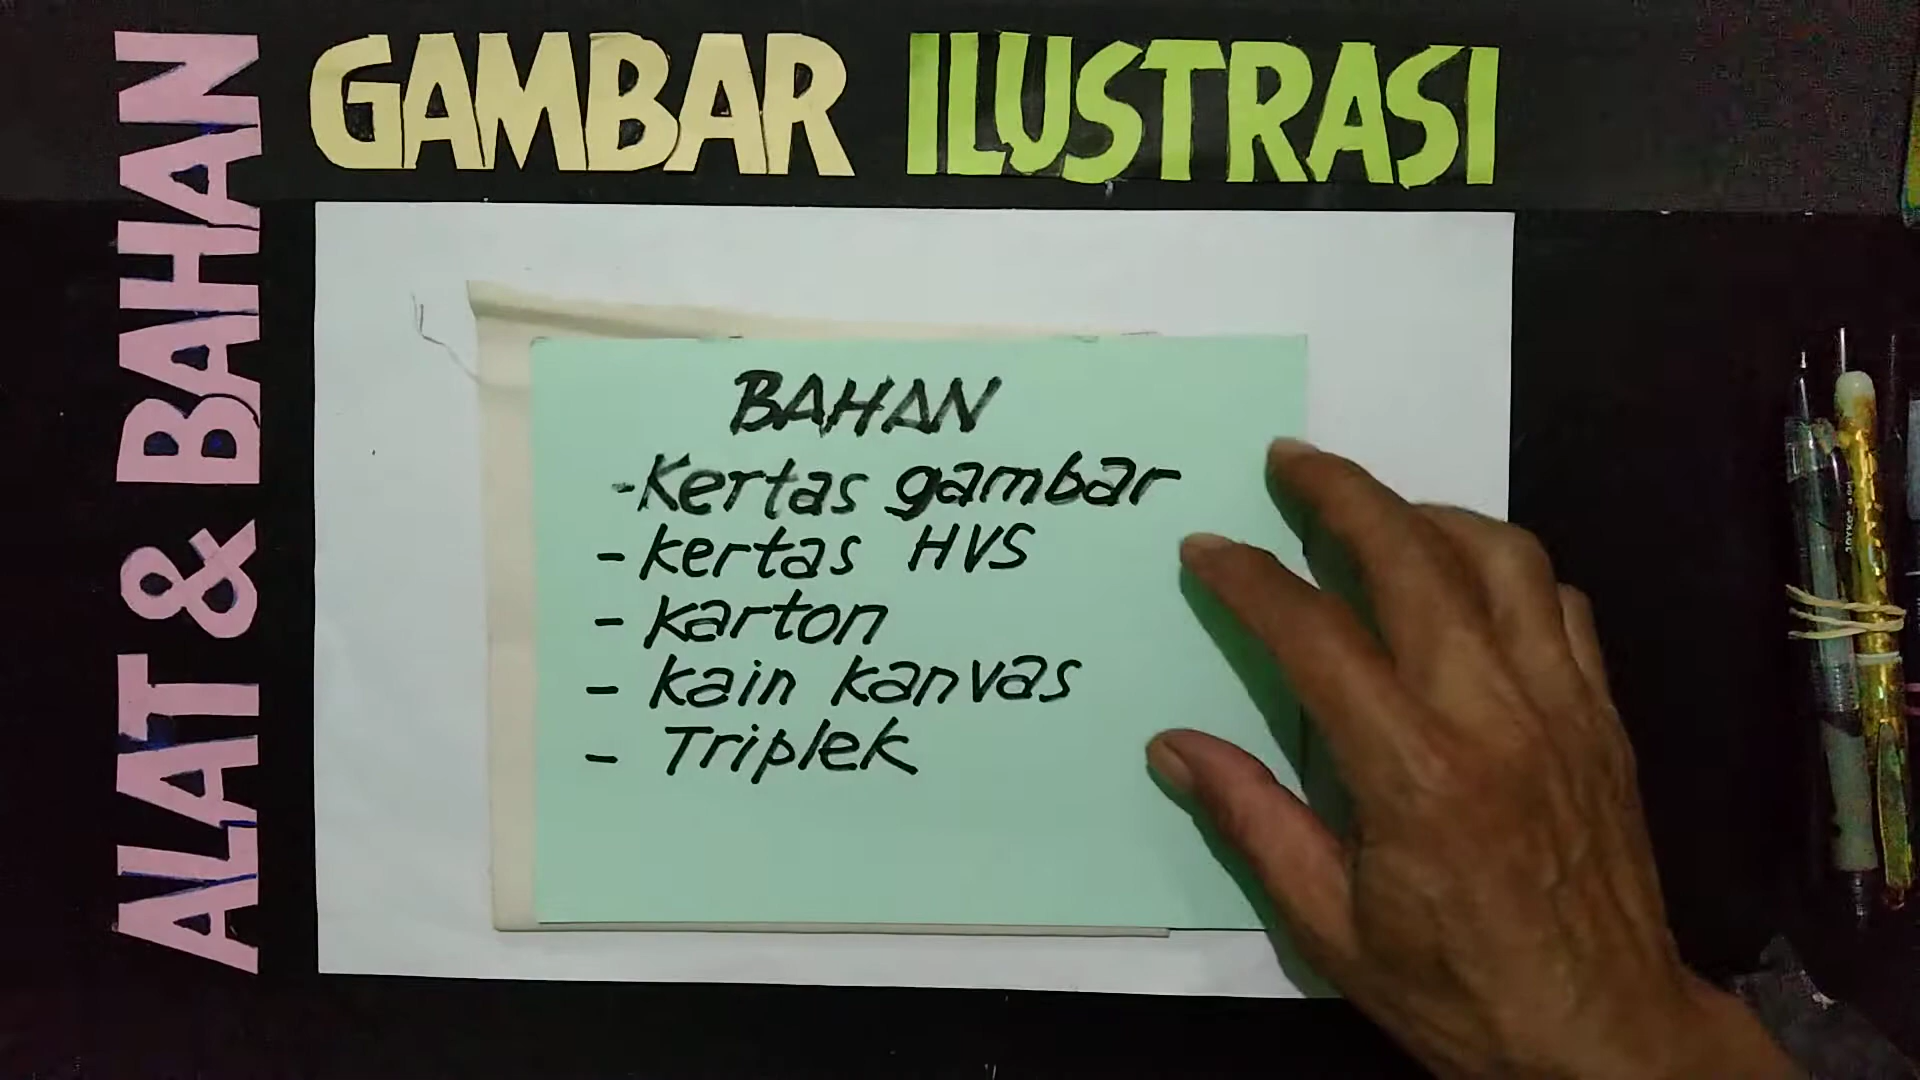 GAMBAR ILUSTRASI
ALAT & BAHAN
BAHAN
- Kertas gambar
- kertas HVS
- karton
- kain kanvas
- Triplek